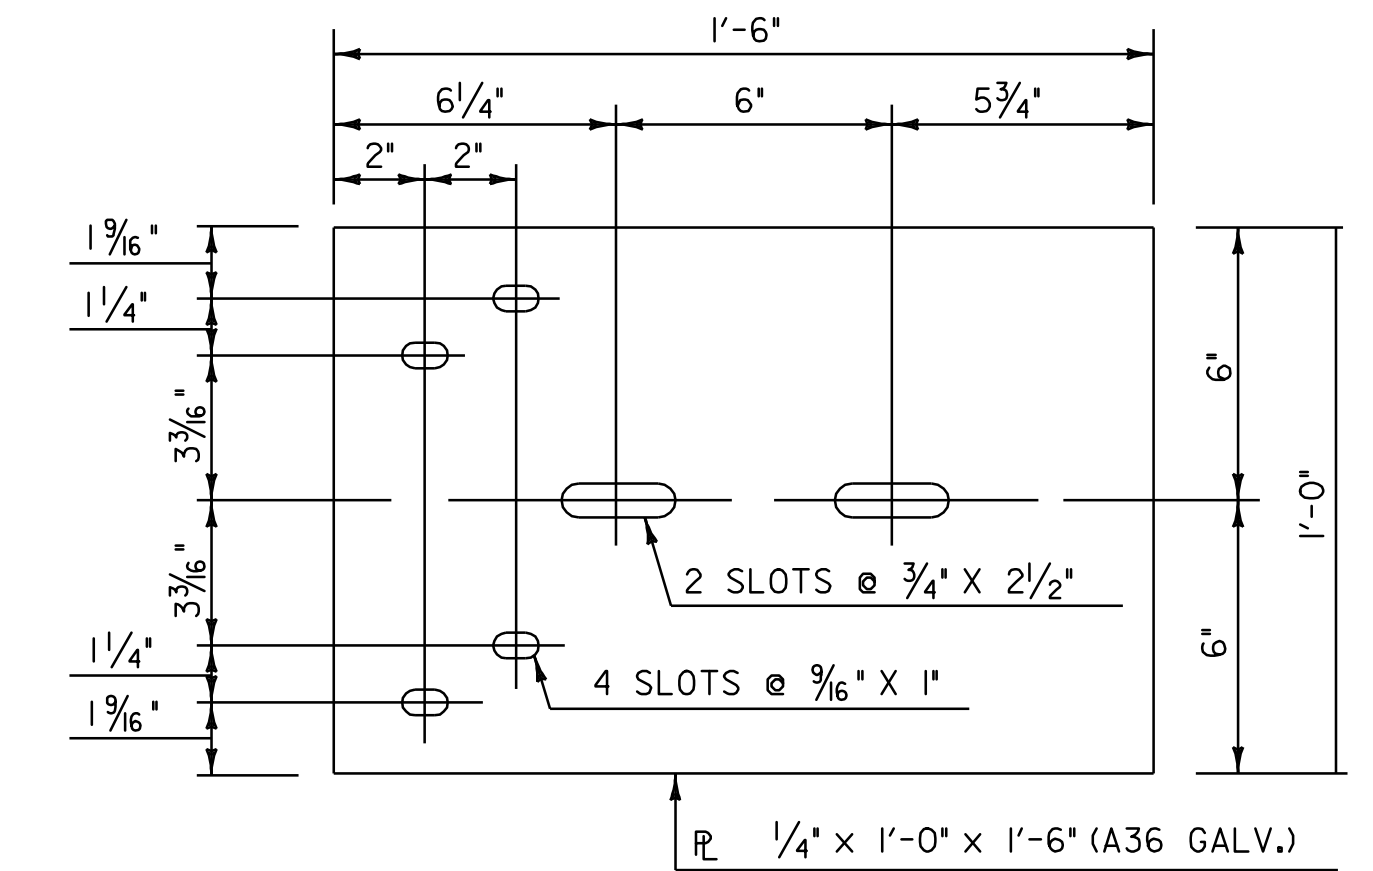 1'-6"
6 1/4" 6" 5 3/4"
2" 2"
1 9/16"
1 1/4"
6"
3 3/16"
1'-0"
3 3/16"
2 SLOTS @ 3/4" X 2 1/2"
6"
1 1/4"
4 SLOTS @ 9/16" X 1"
1 9/16"
PL 1/4" x 1'-0" x 1'-6" (A36 GALV.)